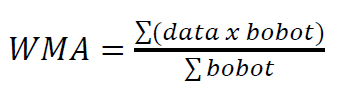 WMA = ∑(data x bobot)
∑ bobot